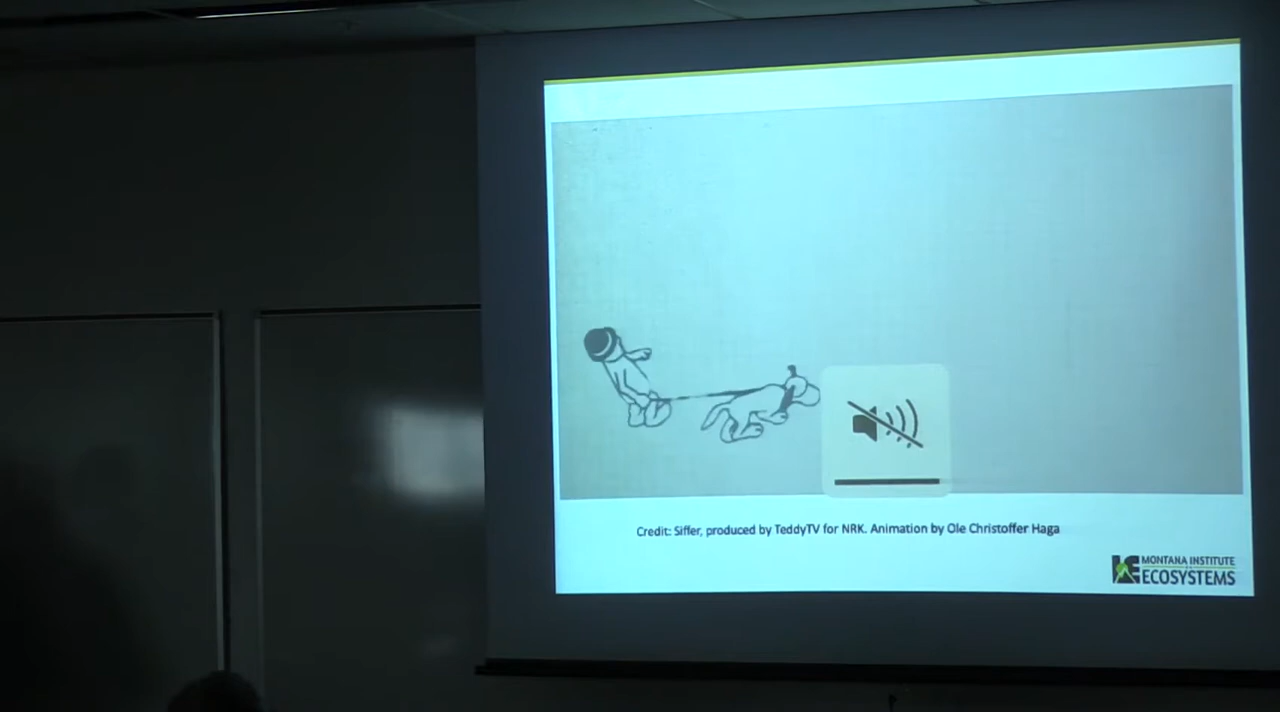 Credit: Siffer, produced by TeddyTV for NRK. Animation by Ole Christoffer Haga
MONTANA INSTITUTE
ECOSYSTEMS